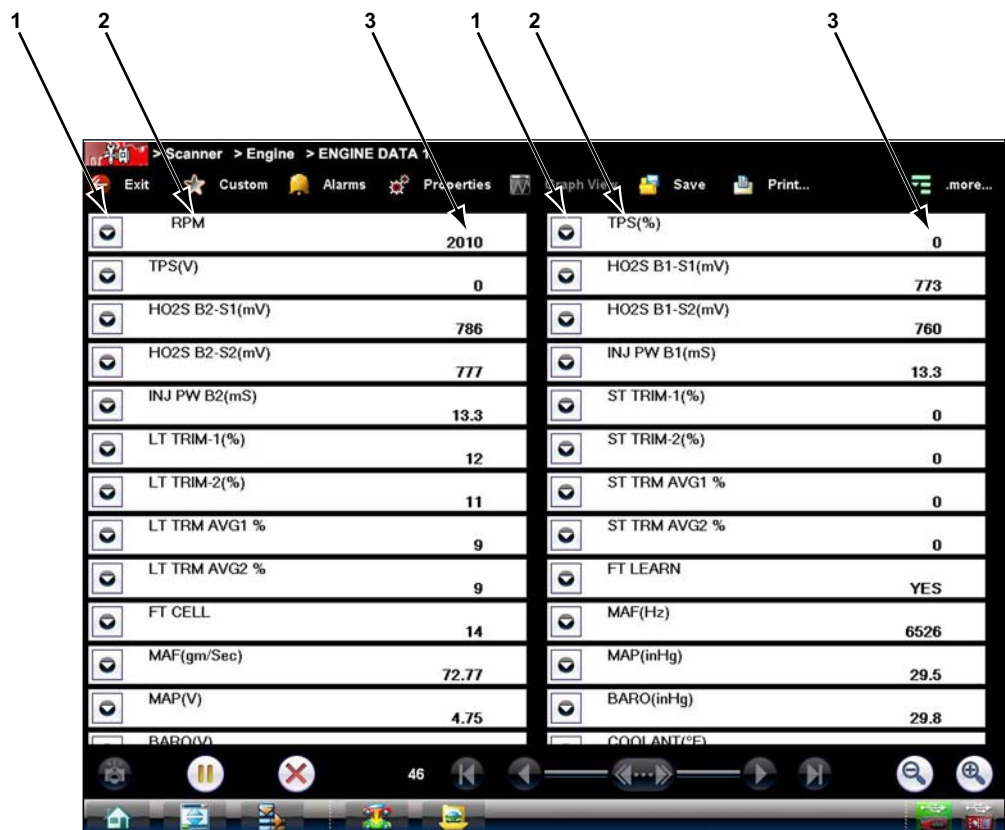 1 2 3 1 2 3
> Scanner > Engine > ENGINE DATA 1
Exit Custom Alarms Properties Graph View Save Print... .more...
RPM 2010 TPS(%) 0
TPS(V) 0 HO2S B1-S1(mV) 773
HO2S B2-S1(mV) 786 HO2S B1-S2(mV) 760
HO2S B2-S2(mV) 777 INJ PW B1(mS) 13.3
INJ PW B2(mS) 13.3 ST TRIM-1(%) 0
LT TRIM-1(%) 12 ST TRIM-2(%) 0
LT TRIM-2(%) 11 ST TRM AVG1 % 0
LT TRM AVG1 % 9 ST TRM AVG2 % 0
LT TRM AVG2 % 9 FT LEARN YES
FT CELL 14 MAF(Hz) 6526
MAF(gm/Sec) 72.77 MAP(inHg) 29.5
MAP(V) 4.75 BARO(inHg) 29.8
BARO(V) COOLANT(°F)
46